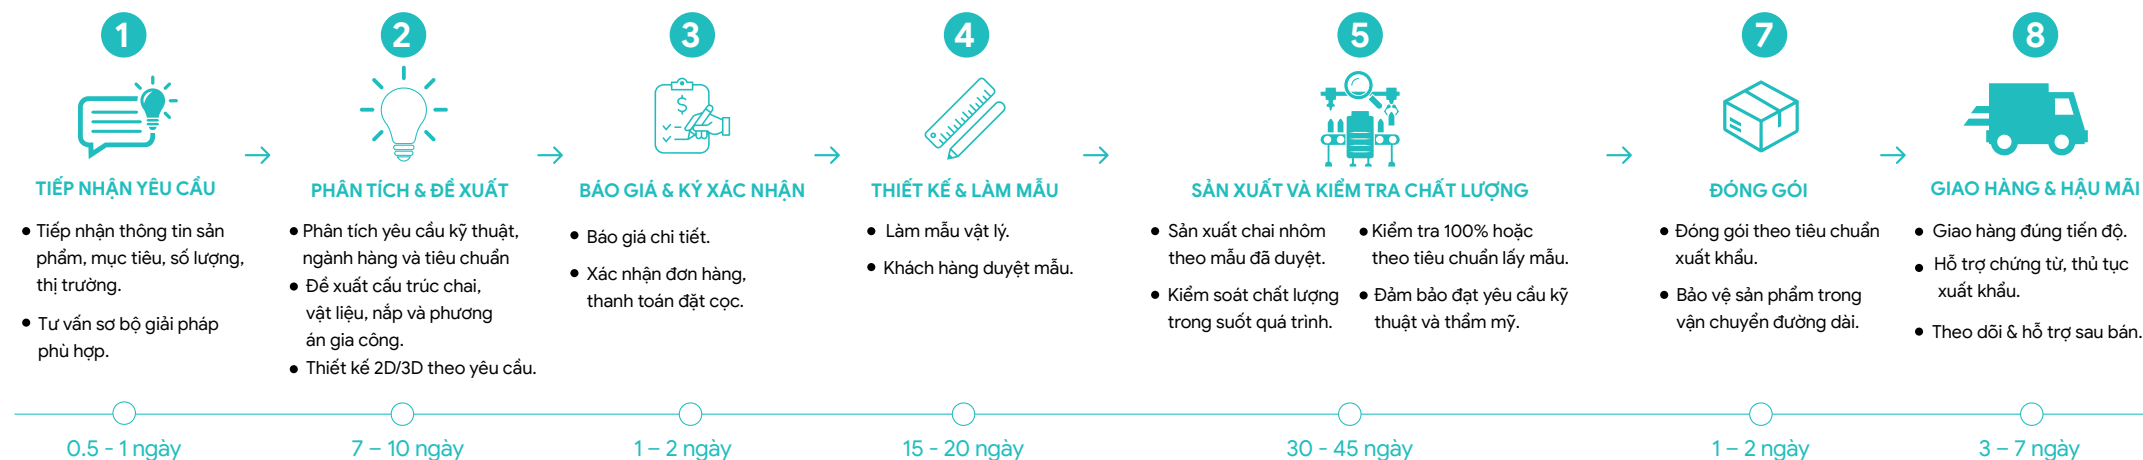 1
TIẾP NHẬN YÊU CẦU
Tiếp nhận thông tin sản
phẩm, mục tiêu, số lượng,
thị trường.
Tư vấn sơ bộ giải pháp
phù hợp.
0.5 - 1 ngày
2
PHÂN TÍCH & ĐỀ XUẤT
Phân tích yêu cầu kỹ thuật,
ngành hàng và tiêu chuẩn
Đề xuất cấu trúc chai,
vật liệu, nắp và phương
án gia công.
Thiết kế 2D/3D theo yêu cầu.
7 – 10 ngày
3
$
BÁO GIÁ & KÝ XÁC NHẬN
Báo giá chi tiết.
Xác nhận đơn hàng,
thanh toán đặt cọc.
1 – 2 ngày
4
THIẾT KẾ & LÀM MẪU
Làm mẫu vật lý.
Khách hàng duyệt mẫu.
15 - 20 ngày
5
SẢN XUẤT VÀ KIỂM TRA CHẤT LƯỢNG
Sản xuất chai nhôm
theo mẫu đã duyệt.
Kiểm soát chất lượng
trong suốt quá trình.
Kiểm tra 100% hoặc
theo tiêu chuẩn lấy mẫu.
Đảm bảo đạt yêu cầu kỹ
thuật và thẩm mỹ.
30 - 45 ngày
7
ĐÓNG GÓI
Đóng gói theo tiêu chuẩn
xuất khẩu.
Bảo vệ sản phẩm trong
vận chuyển đường dài.
1 – 2 ngày
8
GIAO HÀNG & HẬU MÃI
Giao hàng đúng tiến độ.
Hỗ trợ chứng từ, thủ tục
xuất khẩu.
Theo dõi & hỗ trợ sau bán.
3 – 7 ngày